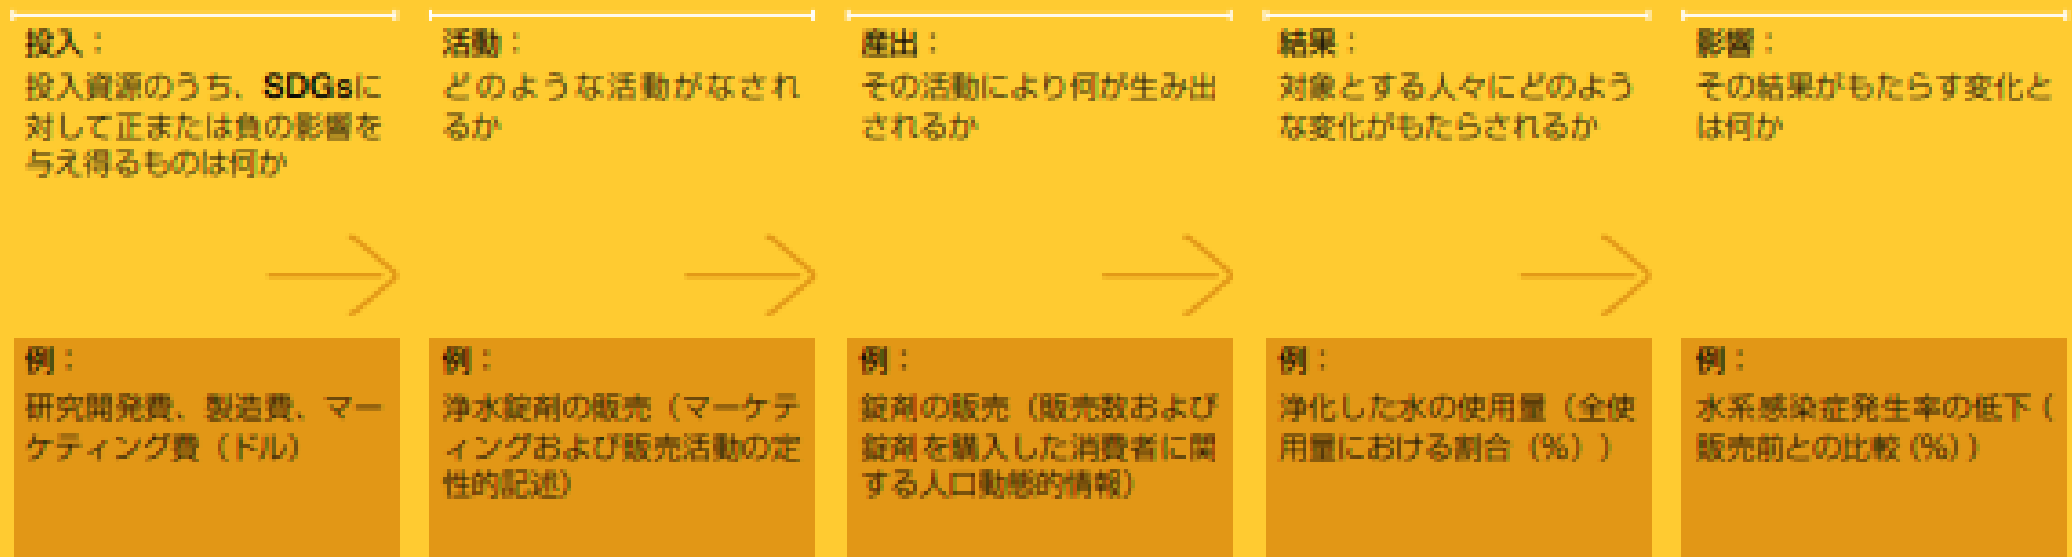 投入：
投入資源のうち、SDGsに
対して正または負の影響を
与え得るものは何か
活動：
どのような活動がなされ
るか
産出：
その活動により何が生み出
されるか
結果：
対象とする人々にどのよう
な変化がもたらされるか
影響：
その結果がもたらす変化と
は何か
例：
研究開発費、製造費、マー
ケティング費（ドル）
例：
浄水錠剤の販売（マーケテ
ィングおよび販売活動の定
性的記述）
例：
錠剤の販売（販売数および
錠剤を購入した消費者に関
する人口動態的情報）
例：
浄化した水の使用量（全使
用量における割合（%））
例：
水系感染症発生率の低下（
販売前との比較（%））